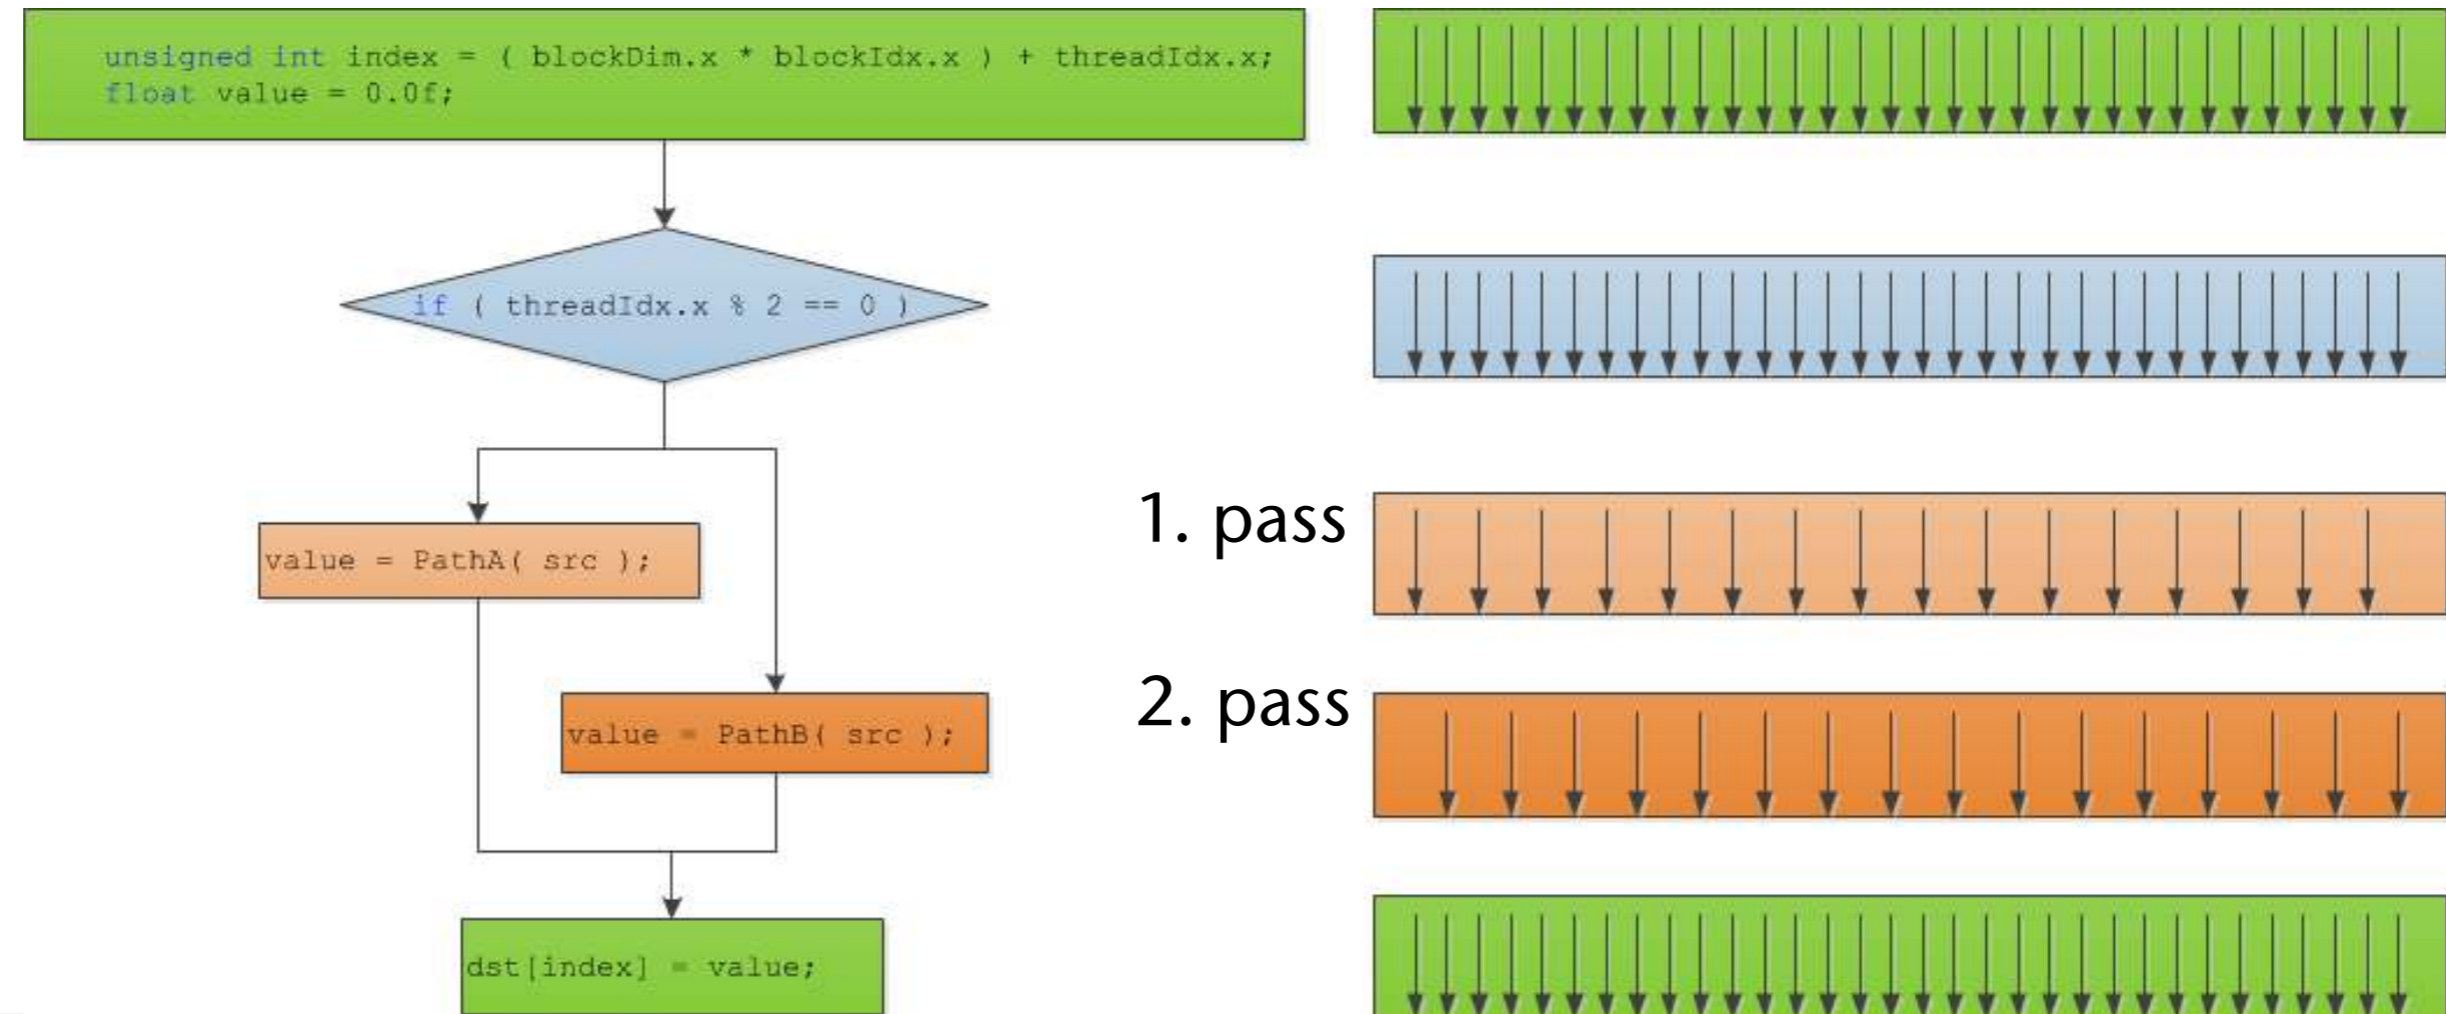 unsigned int index = ( blockDim.x * blockIdx.x ) + threadIdx.x;
float value = 0.0f;
if ( threadIdx.x % 2 == 0 )
1. pass
value = PathA( src );
2. pass
value = PathB( src );
dst[index] = value;